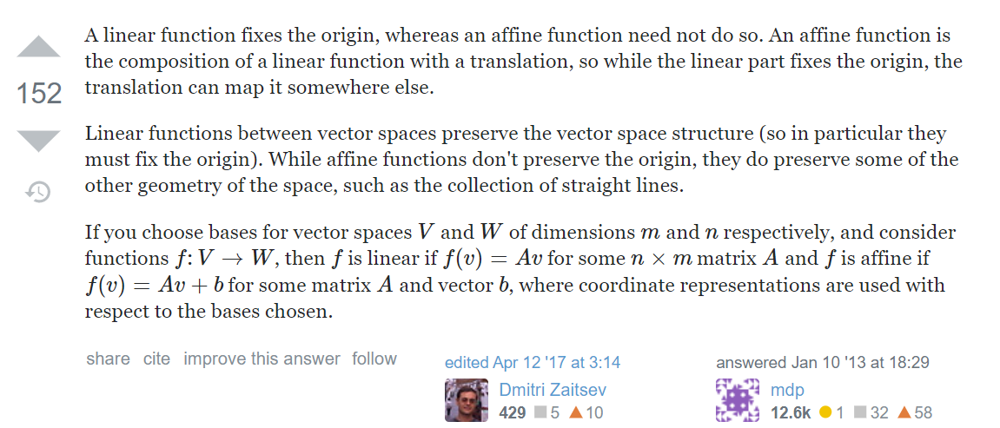 A linear function fixes the origin, whereas an affine function need not do so. An affine function is
the composition of a linear function with a translation, so while the linear part fixes the origin, the
152 translation can map it somewhere else.
Linear functions between vector spaces preserve the vector space structure (so in particular they
must fix the origin). While affine functions don't preserve the origin, they do preserve some of the
other geometry of the space, such as the collection of straight lines.
If you choose bases for vector spaces V and W of dimensions m and n respectively, and consider
functions f: V → W, then f is linear if f(v) = Av for some n × m matrix A and f is affine if
f(v) = Av + b for some matrix A and vector b, where coordinate representations are used with
respect to the bases chosen.
share cite improve this answer follow
edited Apr 12 '17 at 3:14
Dmitri Zaitsev
429 5 10
answered Jan 10 '13 at 18:29
mdp
12.6k 1 32 58